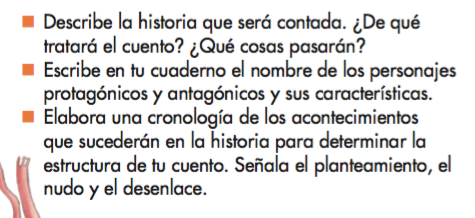 Describe la historia que será contada. ¿De qué
tratará el cuento? ¿Qué cosas pasarán?
Escribe en tu cuaderno el nombre de los personajes
protagónicos y antagónicos y sus características.
Elabora una cronología de los acontecimientos
que sucederán en la historia para determinar la
estructura de tu cuento. Señala el planteamiento, el
nudo y el desenlace.